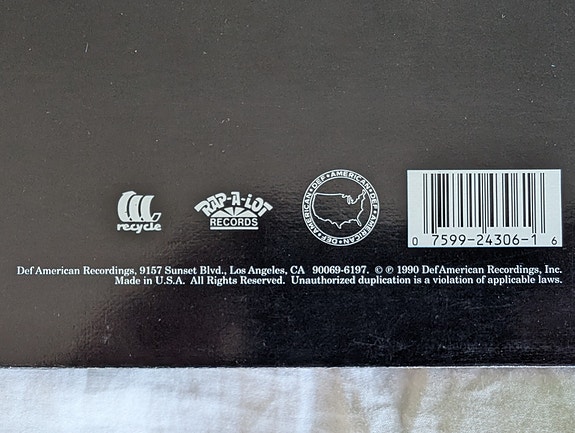 recycle
RAP-A-LOT
RECORDS
DEF • AMERICAN • DEF • AMERICAN • DEF • AMERICAN •
0 7599-24306-1 6
Def American Recordings, 9157 Sunset Blvd., Los Angeles, CA 90069-6197. © ℗ 1990 Def American Recordings, Inc.
Made in U.S.A. All Rights Reserved. Unauthorized duplication is a violation of applicable laws.